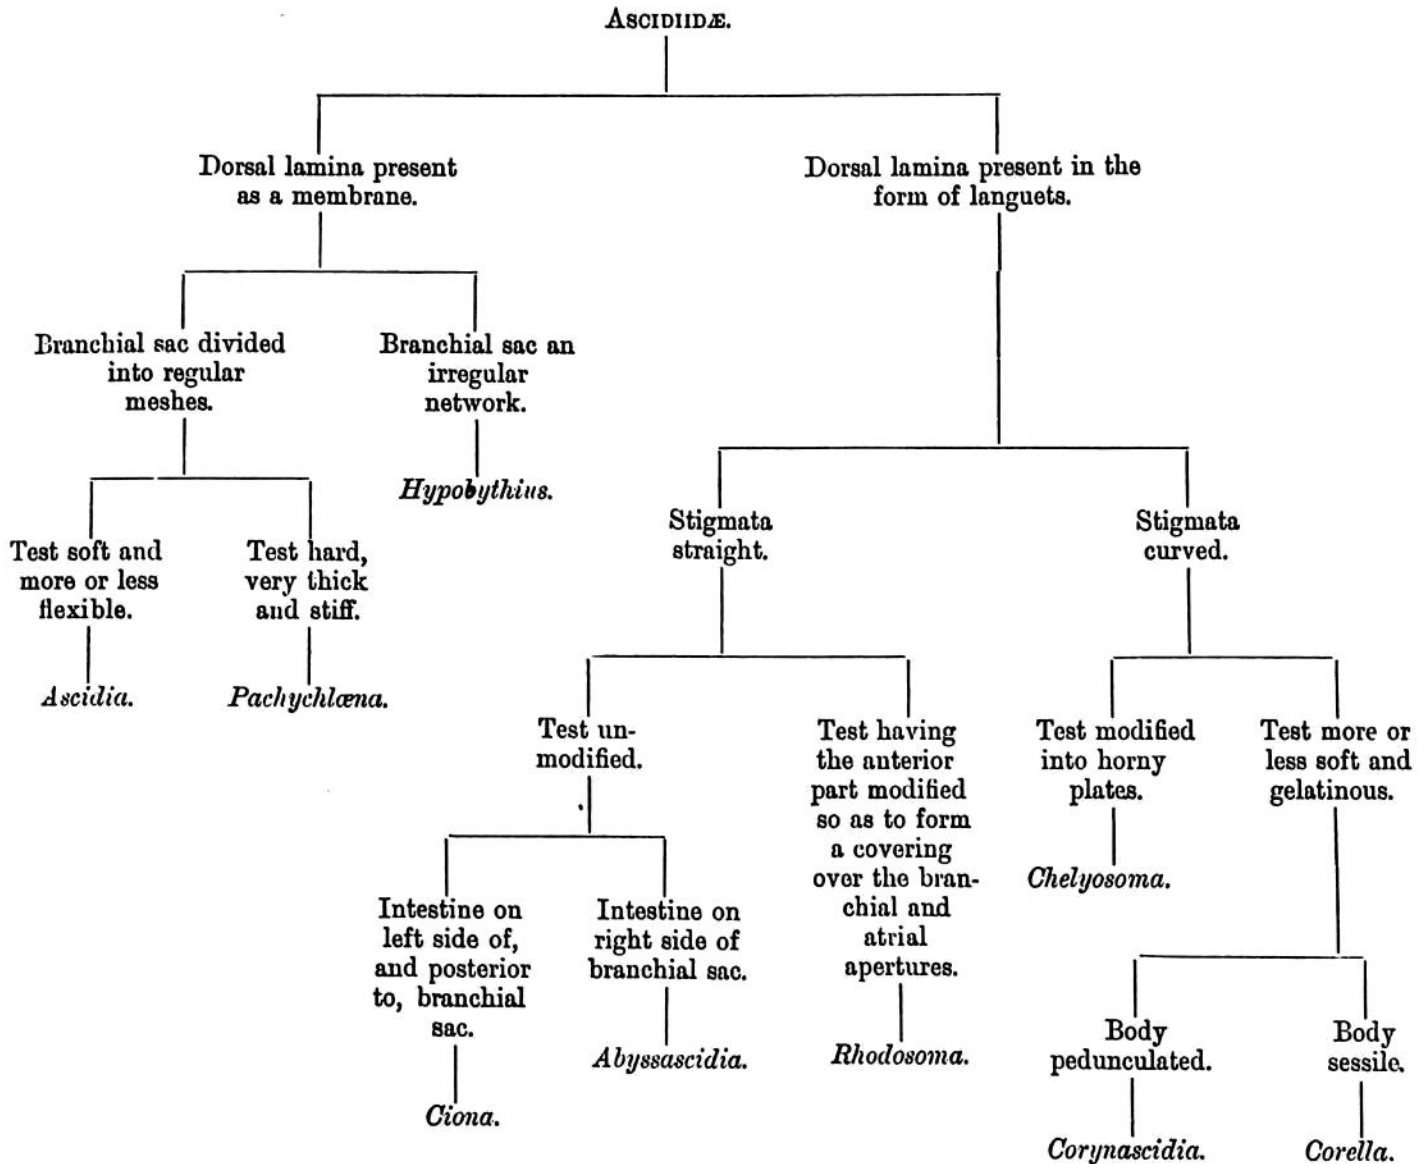 ASCIDIIDÆ.
Dorsal lamina present
as a membrane.
Dorsal lamina present in the
form of languets.
Branchial sac divided
into regular
meshes.
Branchial sac an
irregular
network.
Hypobythius.
Test soft and
more or less
flexible.
Ascidia.
Test hard,
very thick
and stiff.
Pachychlæna.
Stigmata
straight.
Stigmata
curved.
Test un-
modified.
Test having
the anterior
part modified
so as to form
a covering
over the bran-
chial and
atrial
apertures.
Rhodosoma.
Test modified
into horny
plates.
Chelyosoma.
Test more or
less soft and
gelatinous.
Intestine on
left side of,
and posterior
to, branchial
sac.
Ciona.
Intestine on
right side of
branchial sac.
Abyssascidia.
Body
pedunculated.
Corynascidia.
Body
sessile.
Corella.